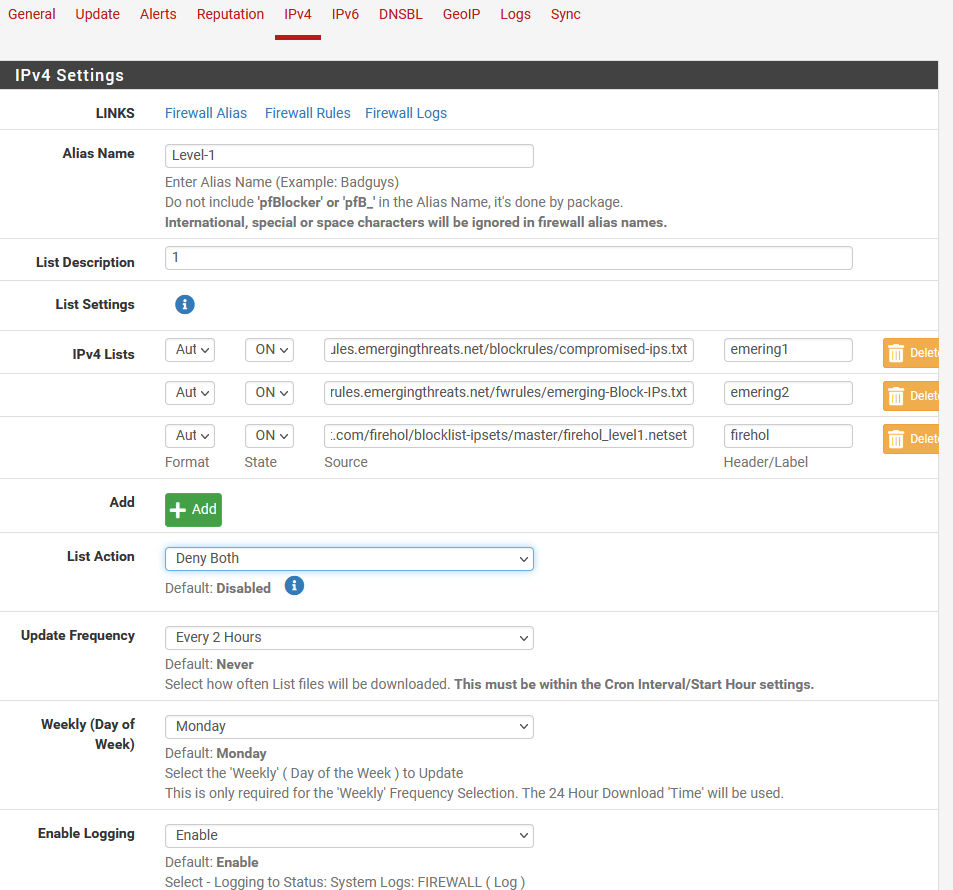 General Update Alerts Reputation IPv4 IPv6 DNSBL GeoIP Logs Sync
IPv4 Settings
LINKS Firewall Alias Firewall Rules Firewall Logs
Alias Name Level-1
Enter Alias Name (Example: Badguys)
Do not include 'pfBlocker' or 'pfB_' in the Alias Name, it's done by package.
International, special or space characters will be ignored in firewall alias names.
List Description 1
List Settings
IPv4 Lists Aut ON ules.emergingthreats.net/blockrules/compromised-ips.txt emering1 Delete
Aut ON rules.emergingthreats.net/fwrules/emerging-Block-IPs.txt emering2 Delete
Aut ON :.com/firehol/blocklist-ipsets/master/firehol_level1.netset firehol Delete
Format State Source Header/Label
Add Add
List Action Deny Both
Default: Disabled
Update Frequency Every 2 Hours
Default: Never
Select how often List files will be downloaded. This must be within the Cron Interval/Start Hour settings.
Weekly (Day of Week) Monday
Default: Monday
Select the 'Weekly' ( Day of the Week ) to Update
This is only required for the 'Weekly' Frequency Selection. The 24 Hour Download 'Time' will be used.
Enable Logging Enable
Default: Enable
Select - Logging to Status: System Logs: FIREWALL ( Log )